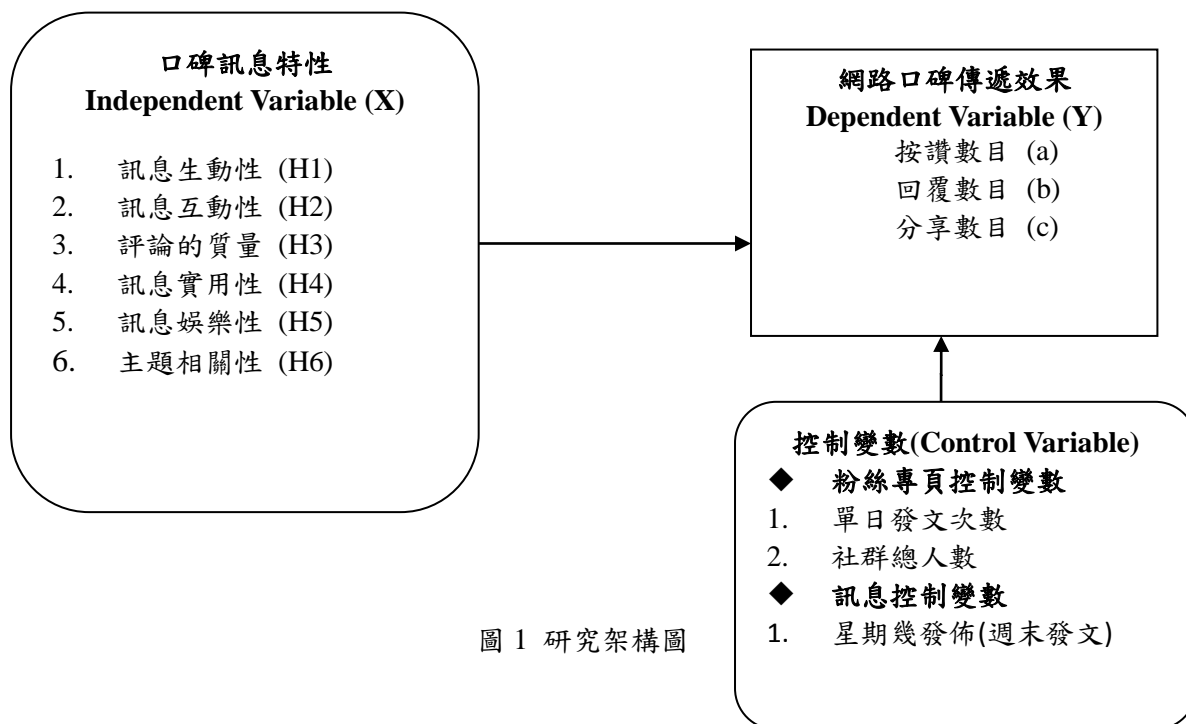 口碑訊息特性
Independent Variable (X)
1. 訊息生動性 (H1)
2. 訊息互動性 (H2)
3. 評論的質量 (H3)
4. 訊息實用性 (H4)
5. 訊息娛樂性 (H5)
6. 主題相關性 (H6)
網路口碑傳遞效果
Dependent Variable (Y)
按讚數目 (a)
回覆數目 (b)
分享數目 (c)
控制變數(Control Variable)
◆ 粉絲專頁控制變數
1. 單日發文次數
2. 社群總人數
◆ 訊息控制變數
1. 星期幾發佈(週末發文)
圖 1 研究架構圖